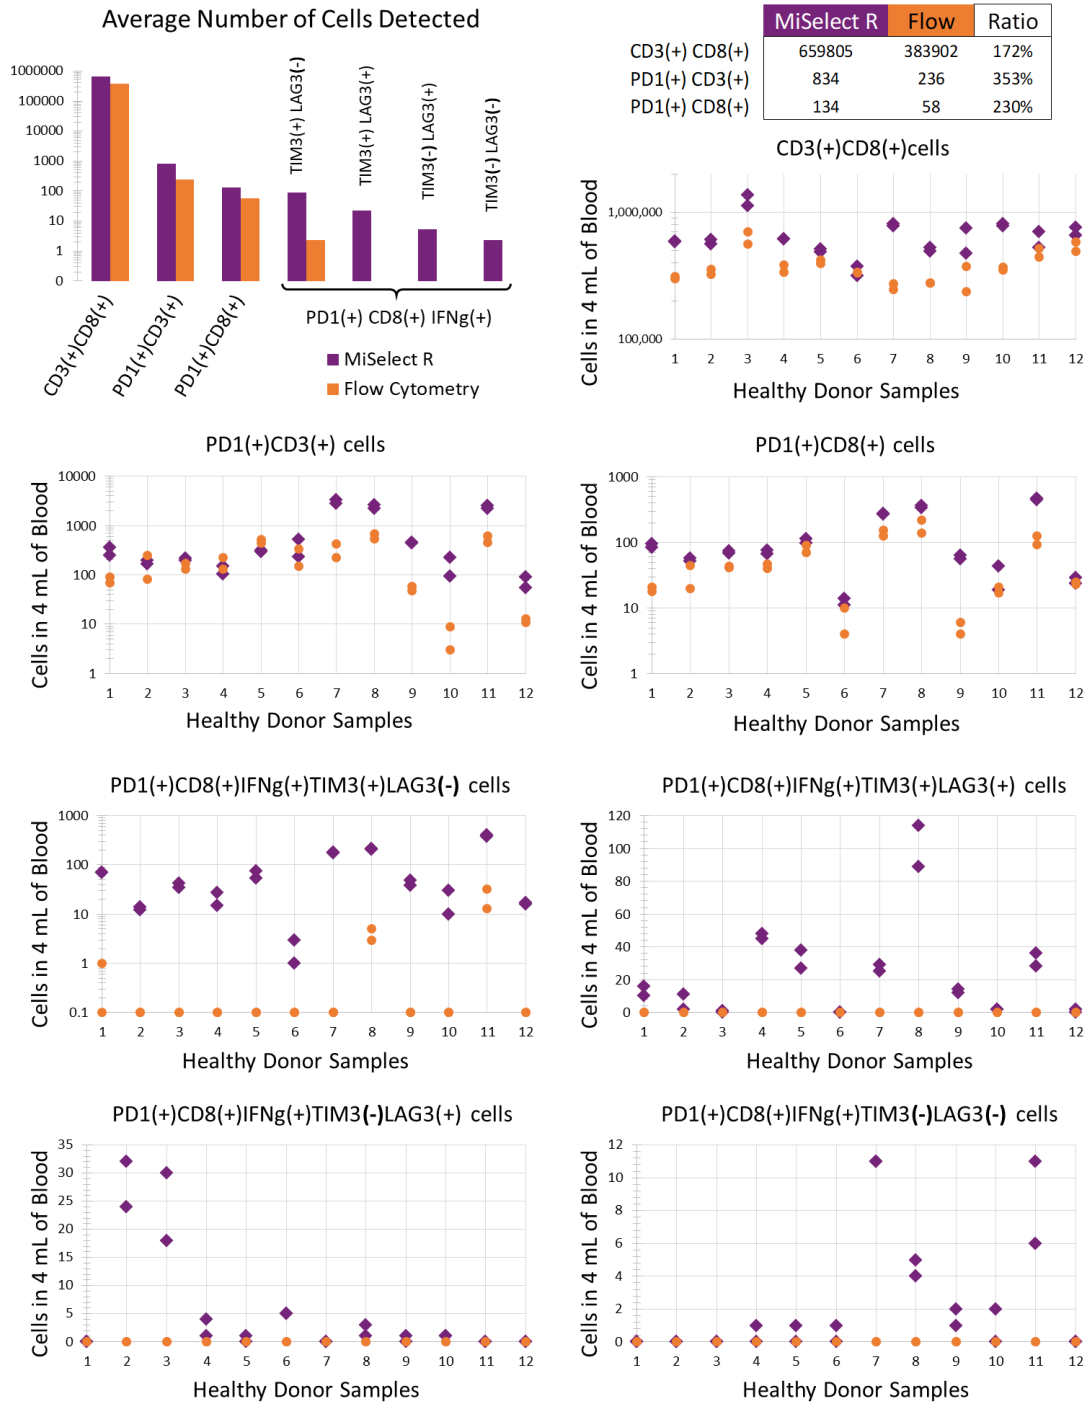 Average Number of Cells Detected
1000000
100000
10000
1000
100
10
1
0
TIM3(+) LAG3(-)
TIM3(+) LAG3(+)
TIM3(-) LAG3(+)
TIM3(-) LAG3(-)
CD3(+)CD8(+)
PD1(+)CD3(+)
PD1(+)CD8(+)
PD1(+) CD8(+) IFNg(+)
MiSelect R
Flow Cytometry
MiSelect R Flow Ratio
CD3(+) CD8(+) 659805 383902 172%
PD1(+) CD3(+) 834 236 353%
PD1(+) CD8(+) 134 58 230%
CD3(+)CD8(+)cells
Cells in 4 mL of Blood
1,000,000
100,000
1 2 3 4 5 6 7 8 9 10 11 12
Healthy Donor Samples
PD1(+)CD3(+) cells
Cells in 4 mL of Blood
10000
1000
100
10
1
1 2 3 4 5 6 7 8 9 10 11 12
Healthy Donor Samples
PD1(+)CD8(+) cells
Cells in 4 mL of Blood
1000
100
10
1
1 2 3 4 5 6 7 8 9 10 11 12
Healthy Donor Samples
PD1(+)CD8(+)IFNg(+)TIM3(+)LAG3(-) cells
Cells in 4 mL of Blood
1000
100
10
1
0.1
1 2 3 4 5 6 7 8 9 10 11 12
Healthy Donor Samples
PD1(+)CD8(+)IFNg(+)TIM3(+)LAG3(+) cells
Cells in 4 mL of Blood
120
100
80
60
40
20
0
1 2 3 4 5 6 7 8 9 10 11 12
Healthy Donor Samples
PD1(+)CD8(+)IFNg(+)TIM3(-)LAG3(+) cells
Cells in 4 mL of Blood
35
30
25
20
15
10
5
0
1 2 3 4 5 6 7 8 9 10 11 12
Healthy Donor Samples
PD1(+)CD8(+)IFNg(+)TIM3(-)LAG3(-) cells
Cells in 4 mL of Blood
12
10
8
6
4
2
0
1 2 3 4 5 6 7 8 9 10 11 12
Healthy Donor Samples